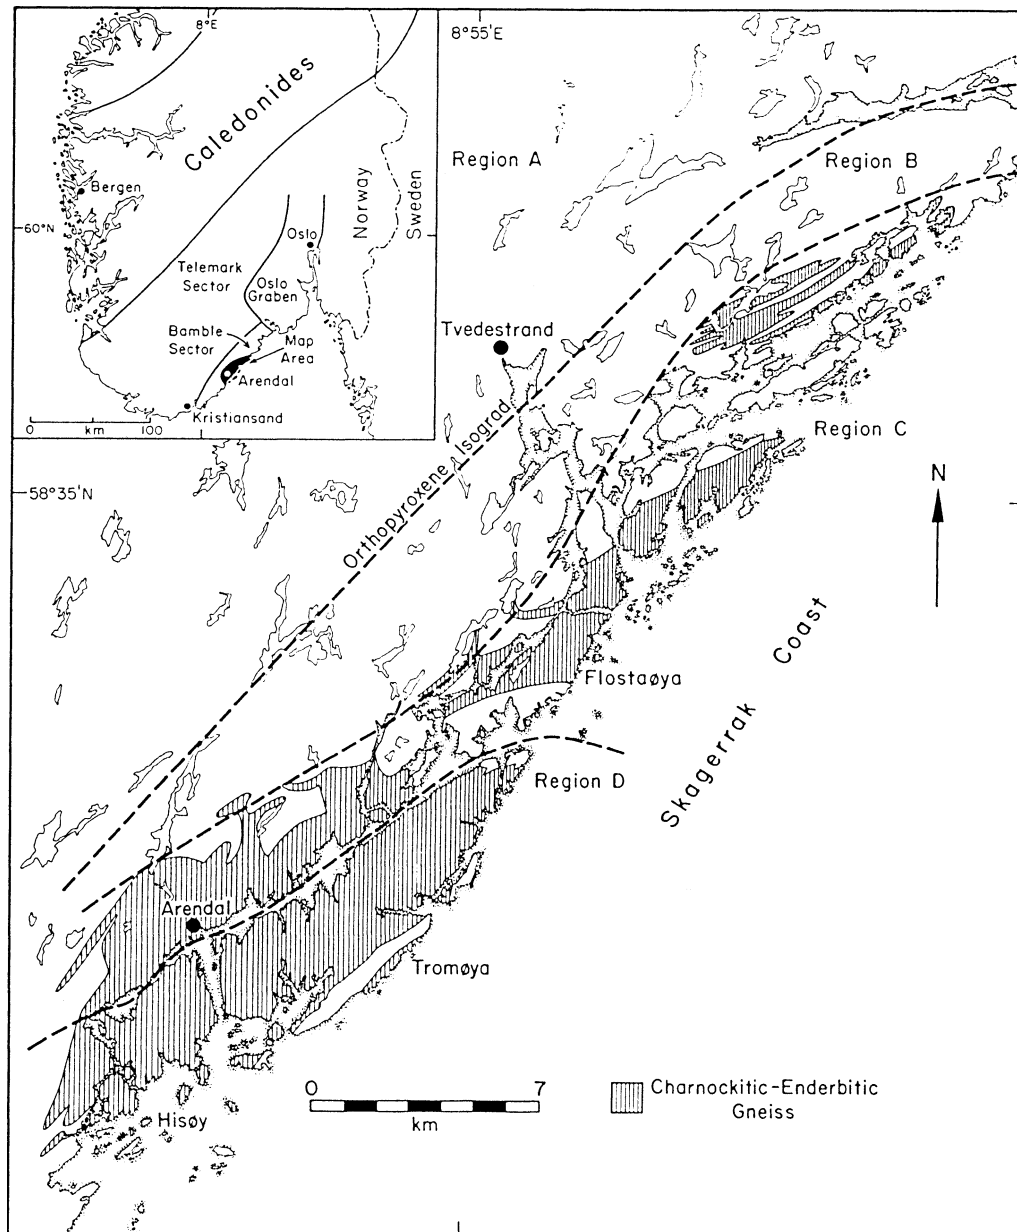 8°E
8°55'E
Caledonides
Region A
Region B
Bergen
Norway
Sweden
60°N
Oslo
Telemark
Sector
Oslo
Graben
Bamble
Sector
Map
Area
Arendal
Kristiansand
0
km
100
Tvedestrand
Region C
58°35'N
N
Orthopyroxene Isograd
Flostaøya
Skagerrak Coast
Region D
Arendal
Tromøya
Hisøy
0
7
km
Charnockitic-Enderbitic
Gneiss